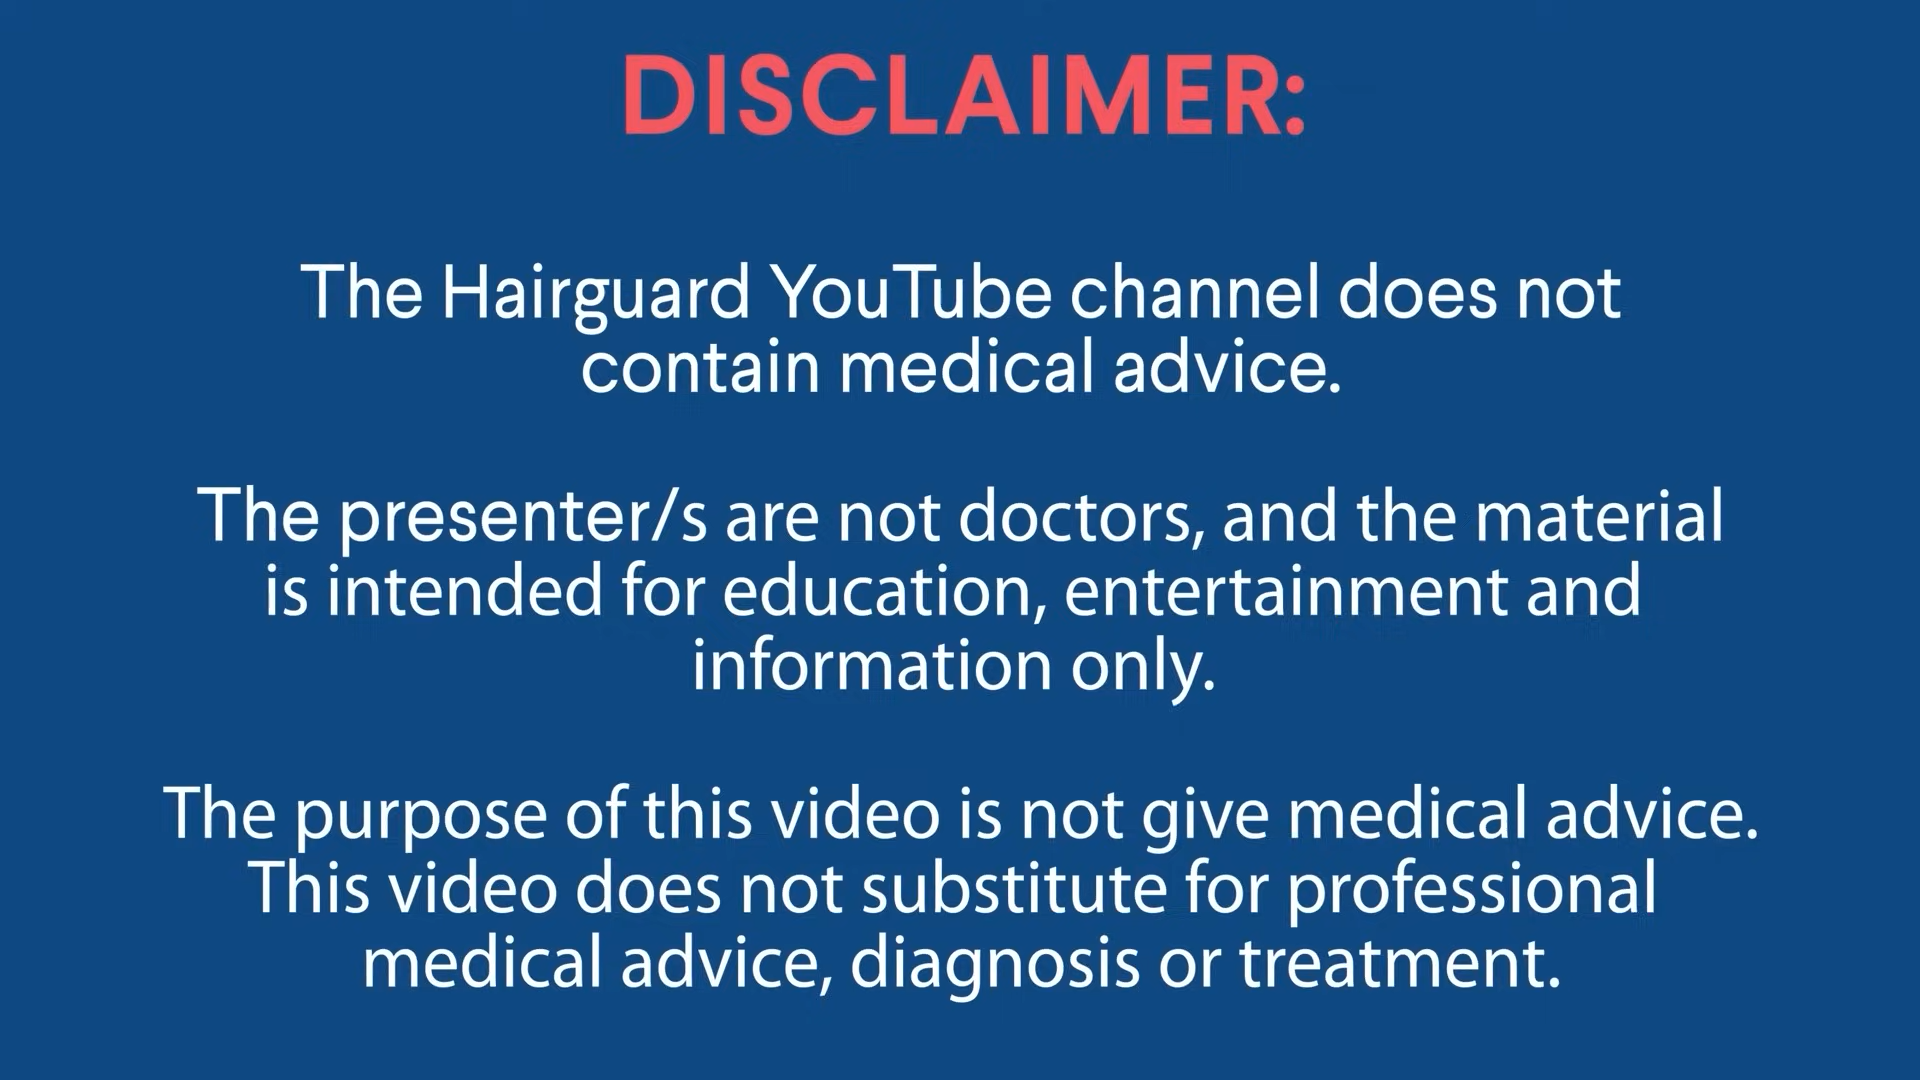 DISCLAIMER:
The Hairguard YouTube channel does not
contain medical advice.
The presenter/s are not doctors, and the material
is intended for education, entertainment and
information only.
The purpose of this video is not give medical advice.
This video does not substitute for professional
medical advice, diagnosis or treatment.